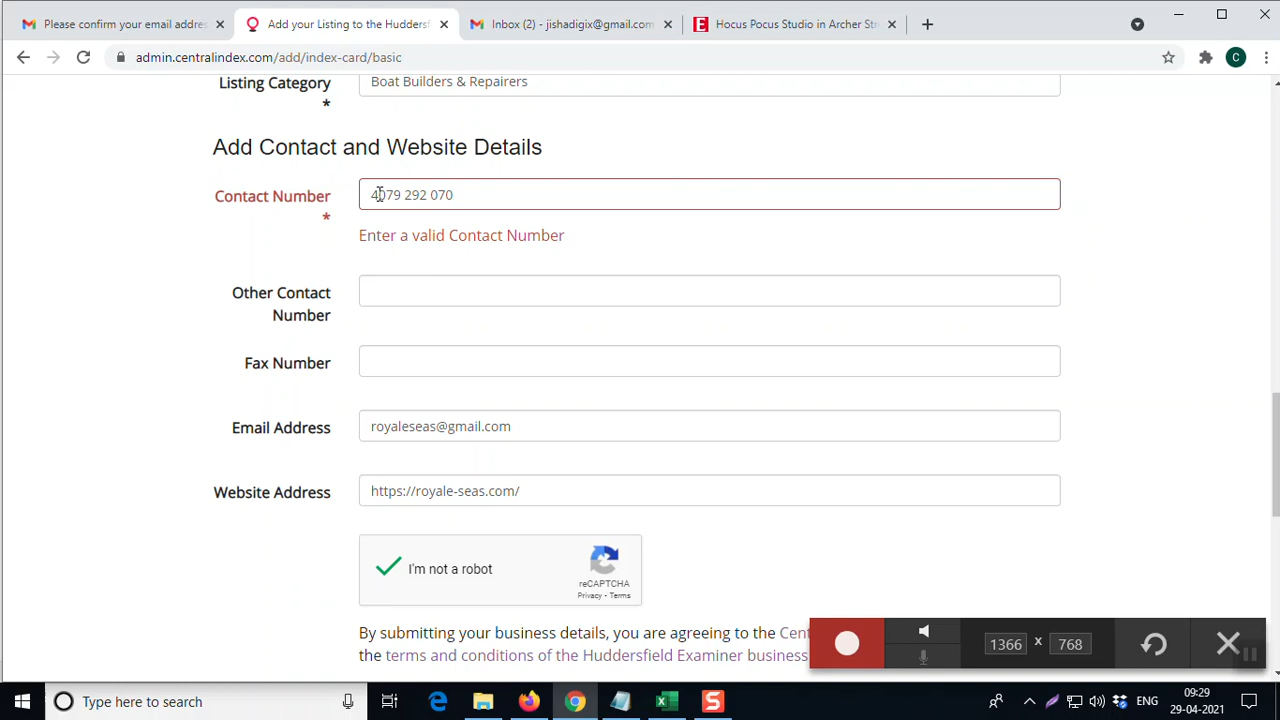 Please confirm your email addre
Add your Listing to the Huddersf
Inbox (2) - jishadigix@gmail.com
Hocus Pocus Studio in Archer St
admin.centralindex.com/add/index-card/basic
C
Listing Category
*
Boat Builders & Repairers
Add Contact and Website Details
Contact Number
*
4079 292 070
Enter a valid Contact Number
Other Contact
Number
Fax Number
Email Address
royaleseas@gmail.com
Website Address
https://royale-seas.com/
I'm not a robot
reCAPTCHA
Privacy - Terms
By submitting your business details, you are agreeing to the Cent
the terms and conditions of the Huddersfield Examiner business
1366 x 768
Type here to search
ENG
09:29
29-04-2021